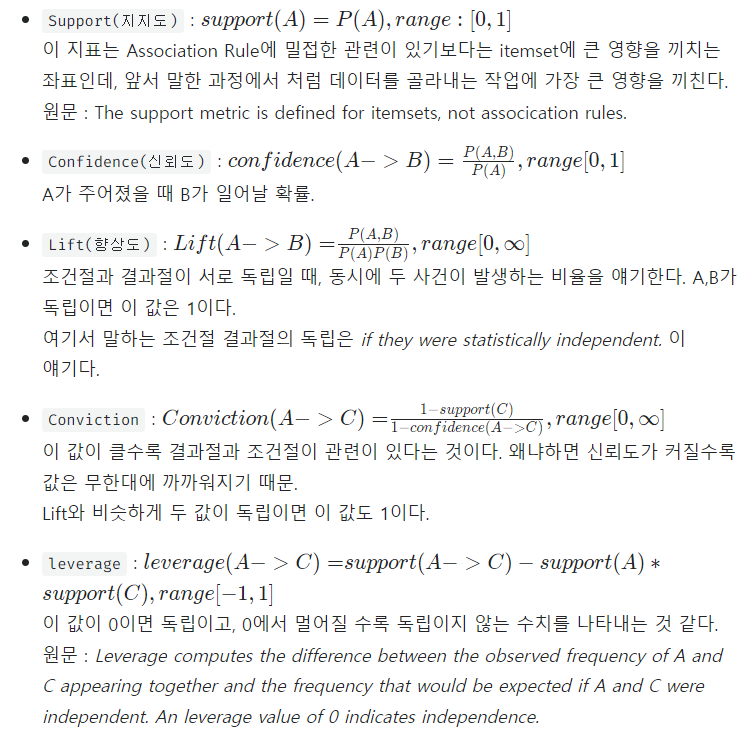 • Support(지지도) : support(A) = P(A), range : [0, 1]
이 지표는 Association Rule에 밀접한 관련이 있기보다는 itemset에 큰 영향을 끼치는
좌표인데, 앞서 말한 과정에서 처럼 데이터를 골라내는 작업에 가장 큰 영향을 끼친다.
원문 : The support metric is defined for itemsets, not assocication rules.
• Confidence(신뢰도) : confidence(A− > B) = P(A,B)/P(A), range[0, 1]
A가 주어졌을 때 B가 일어날 확률.
• Lift(향상도) : Lift(A− > B) = P(A,B)/P(A)P(B), range[0, ∞]
조건절과 결과절이 서로 독립일 때, 동시에 두 사건이 발생하는 비율을 얘기한다. A,B가
독립이면 이 값은 1이다.
여기서 말하는 조건절 결과절의 독립은 if they were statistically independent. 이
얘기다.
• Conviction : Conviction(A− > C) = 1−support(C)/1−confidence(A−>C), range[0, ∞]
이 값이 클수록 결과절과 조건절이 관련이 있다는 것이다. 왜냐하면 신뢰도가 커질수록
값은 무한대에 까까워지기 때문.
Lift와 비슷하게 두 값이 독립이면 이 값도 1이다.
• leverage : leverage(A− > C) = support(A− > C) − support(A) ∗
support(C), range[−1, 1]
이 값이 0이면 독립이고, 0에서 멀어질 수록 독립이지 않는 수치를 나타내는 것 같다.
원문 : Leverage computes the difference between the observed frequency of A and
C appearing together and the frequency that would be expected if A and C were
independent. An leverage value of 0 indicates independence.